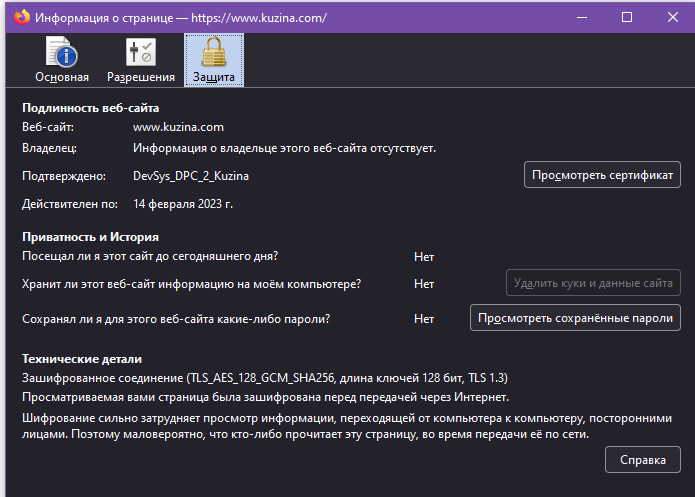 Информация о странице — https://www.kuzina.com/
Основная Разрешения Защита
Подлинность веб-сайта
Веб-сайт: www.kuzina.com
Владелец: Информация о владельце этого веб-сайта отсутствует.
Подтверждено: DevSys_DPC_2_Kuzina Просмотреть сертификат
Действителен по: 14 февраля 2023 г.
Приватность и История
Посещал ли я этот сайт до сегодняшнего дня? Нет
Хранит ли этот веб-сайт информацию на моём компьютере? Нет Удалить куки и данные сайта
Сохранял ли я для этого веб-сайта какие-либо пароли? Нет Просмотреть сохранённые пароли
Технические детали
Зашифрованное соединение (TLS_AES_128_GCM_SHA256, длина ключей 128 бит, TLS 1.3)
Просматриваемая вами страница была зашифрована перед передачей через Интернет.
Шифрование сильно затрудняет просмотр информации, переходящей от компьютера к компьютеру, посторонними
лицами. Поэтому маловероятно, что кто-либо прочитает эту страницу, во время передачи её по сети.
Справка